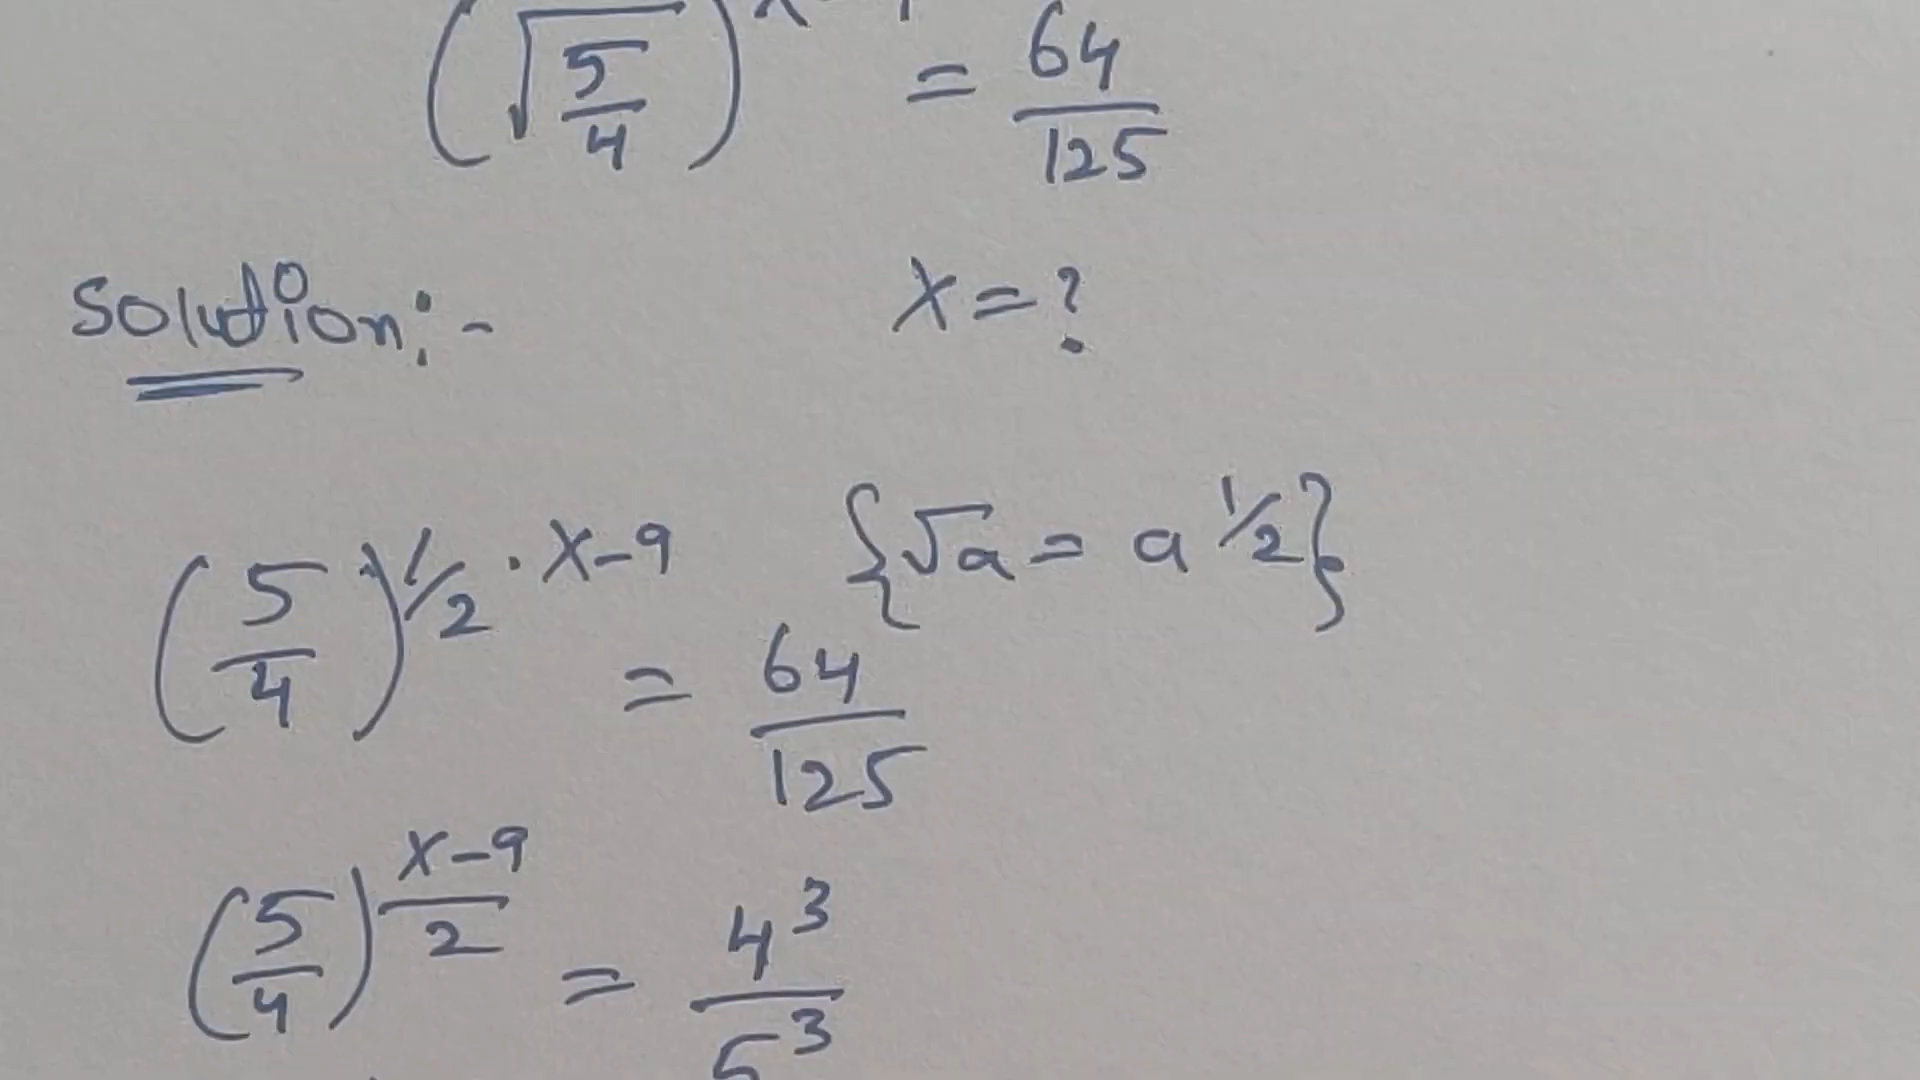 (√5/4) = 64/125
Solution:- x = ?
(5/4)^1/2 · x-9 = 64/125 {√a = a^1/2}
(5/4)^x-9/2 = 4^3/5^3